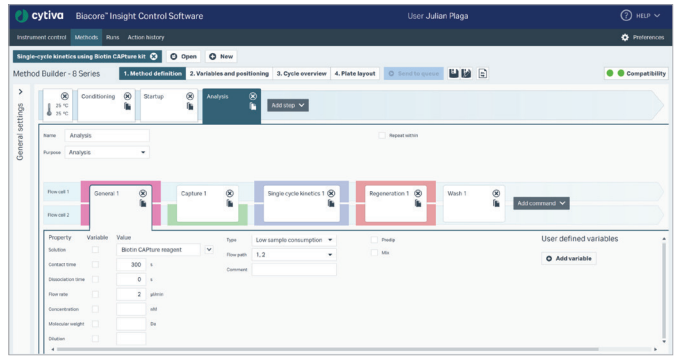 cytiva Biacore™ Insight Control Software User Julian Plaga HELP
Instrument control Methods Runs Action history Preferences
Single-cycle kinetics using Biotin CAPture kit Open New
Method Builder - 8 Series 1. Method definition 2. Variables and positioning 3. Cycle overview 4. Plate layout Send to queue Compatibility
General settings
25 °C
25 °C
Conditioning Startup Analysis Add step
Name Analysis Repeat within
Purpose Analysis
Flow cell 1
Flow cell 2
General 1 Capture 1 Single cycle kinetics 1 Regeneration 1 Wash 1 Add command
Property Variable Value
Solution Biotin CAPture reagent
Contact time 300 s
Dissociation time 0 s
Flow rate 2 µl/min
Concentration nM
Molecular weight Da
Dilution
Type Low sample consumption
Flow path 1, 2
Comment
Predip
Mix
User defined variables
Add variable